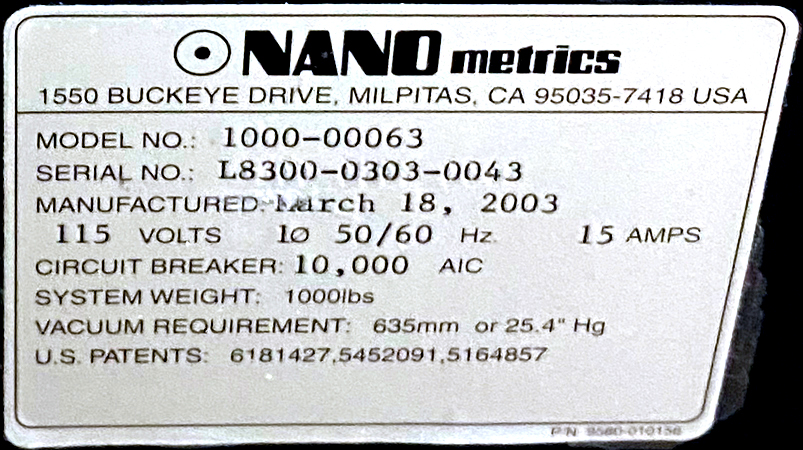 NANO metrics
1550 BUCKEYE DRIVE, MILPITAS, CA 95035-7418 USA
MODEL NO.: 1000-00063
SERIAL NO.: L8300-0303-0043
MANUFACTURED: March 18, 2003
115 VOLTS 1Ø 50/60 Hz 15 AMPS
CIRCUIT BREAKER: 10,000 AIC
SYSTEM WEIGHT: 1000lbs
VACUUM REQUIREMENT: 635mm or 25.4" Hg
U.S. PATENTS: 6181427,5452091,5164857
P/N 9580-010156